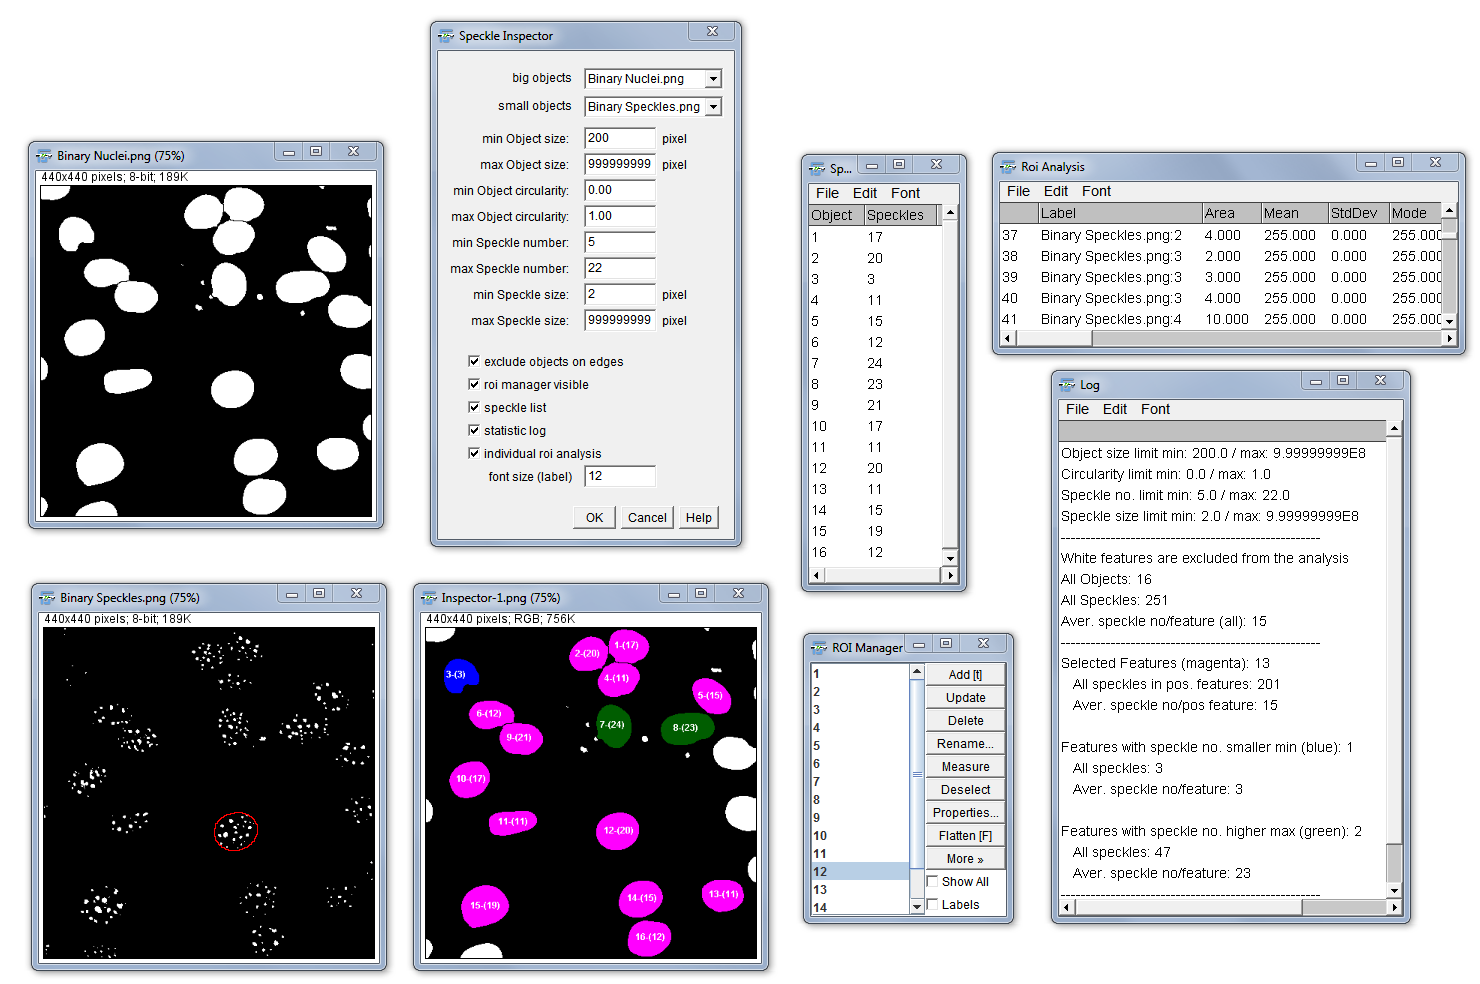 Speckle Inspector
big objects Binary Nuclei.png
small objects Binary Speckles.png
min Object size: 200 pixel
max Object size: 999999999 pixel
min Object circularity: 0.00
max Object circularity: 1.00
min Speckle number: 5
max Speckle number: 22
min Speckle size: 2 pixel
max Speckle size: 999999999 pixel
exclude objects on edges
roi manager visible
speckle list
statistic log
individual roi analysis
font size (label) 12
OK Cancel Help
Binary Nuclei.png (75%)
440x440 pixels; 8-bit; 189K
Sp...
File Edit Font
Object Speckles
1 17
2 20
3 3
4 11
5 15
6 12
7 24
8 23
9 21
10 17
11 11
12 20
13 11
14 15
15 19
16 12
Roi Analysis
File Edit Font
Label Area Mean StdDev Mode
37 Binary Speckles.png:2 4.000 255.000 0.000 255.000
38 Binary Speckles.png:3 2.000 255.000 0.000 255.000
39 Binary Speckles.png:3 3.000 255.000 0.000 255.000
40 Binary Speckles.png:3 4.000 255.000 0.000 255.000
41 Binary Speckles.png:4 10.000 255.000 0.000 255.000
Log
File Edit Font
Object size limit min: 200.0 / max: 9.99999999E8
Circularity limit min: 0.0 / max: 1.0
Speckle no. limit min: 5.0 / max: 22.0
Speckle size limit min: 2.0 / max: 9.99999999E8
----------------------------------------------------
White features are excluded from the analysis
All Objects: 16
All Speckles: 251
Aver. speckle no/feature (all): 15
----------------------------------------------------
Selected Features (magenta): 13
All speckles in pos. features: 201
Aver. speckle no/pos feature: 15
Features with speckle no. smaller min (blue): 1
All speckles: 3
Aver. speckle no/feature: 3
Features with speckle no. higher max (green): 2
All speckles: 47
Aver. speckle no/feature: 23
----------------------------------------------------
Binary Speckles.png (75%)
440x440 pixels; 8-bit; 189K
Inspector-1.png (75%)
440x440 pixels; RGB; 756K
1-(17)
2-(20)
3-(3)
4-(11)
5-(15)
6-(12)
7-(24)
8-(23)
9-(21)
10-(17)
11-(11)
12-(20)
13-(11)
14-(15)
15-(19)
16-(12)
ROI Manager
1
2
3
4
5
6
7
8
9
10
11
12
13
14
Add [t]
Update
Delete
Rename...
Measure
Deselect
Properties...
Flatten [F]
More »
Show All
Labels